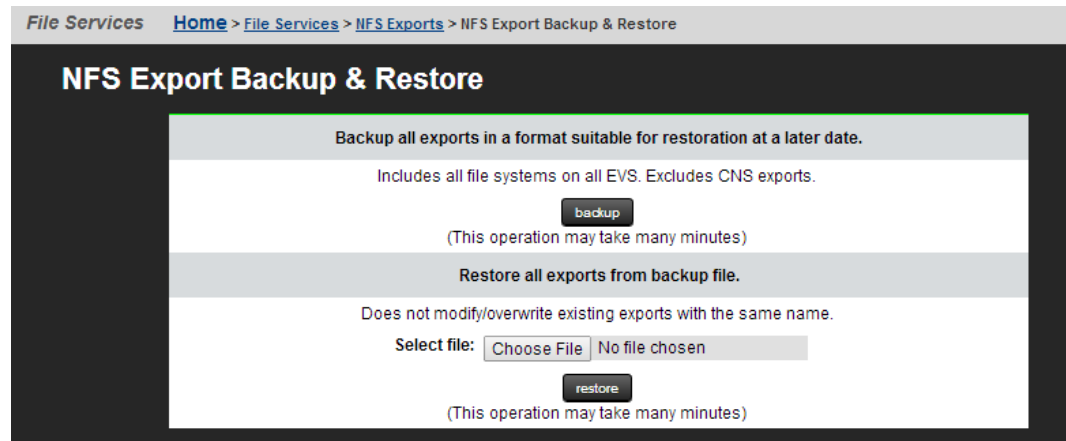 File Services Home > File Services > NFS Exports > NFS Export Backup & Restore
NFS Export Backup & Restore
Backup all exports in a format suitable for restoration at a later date.
Includes all file systems on all EVS. Excludes CNS exports.
backup
(This operation may take many minutes)
Restore all exports from backup file.
Does not modify/overwrite existing exports with the same name.
Select file: Choose File No file chosen
restore
(This operation may take many minutes)